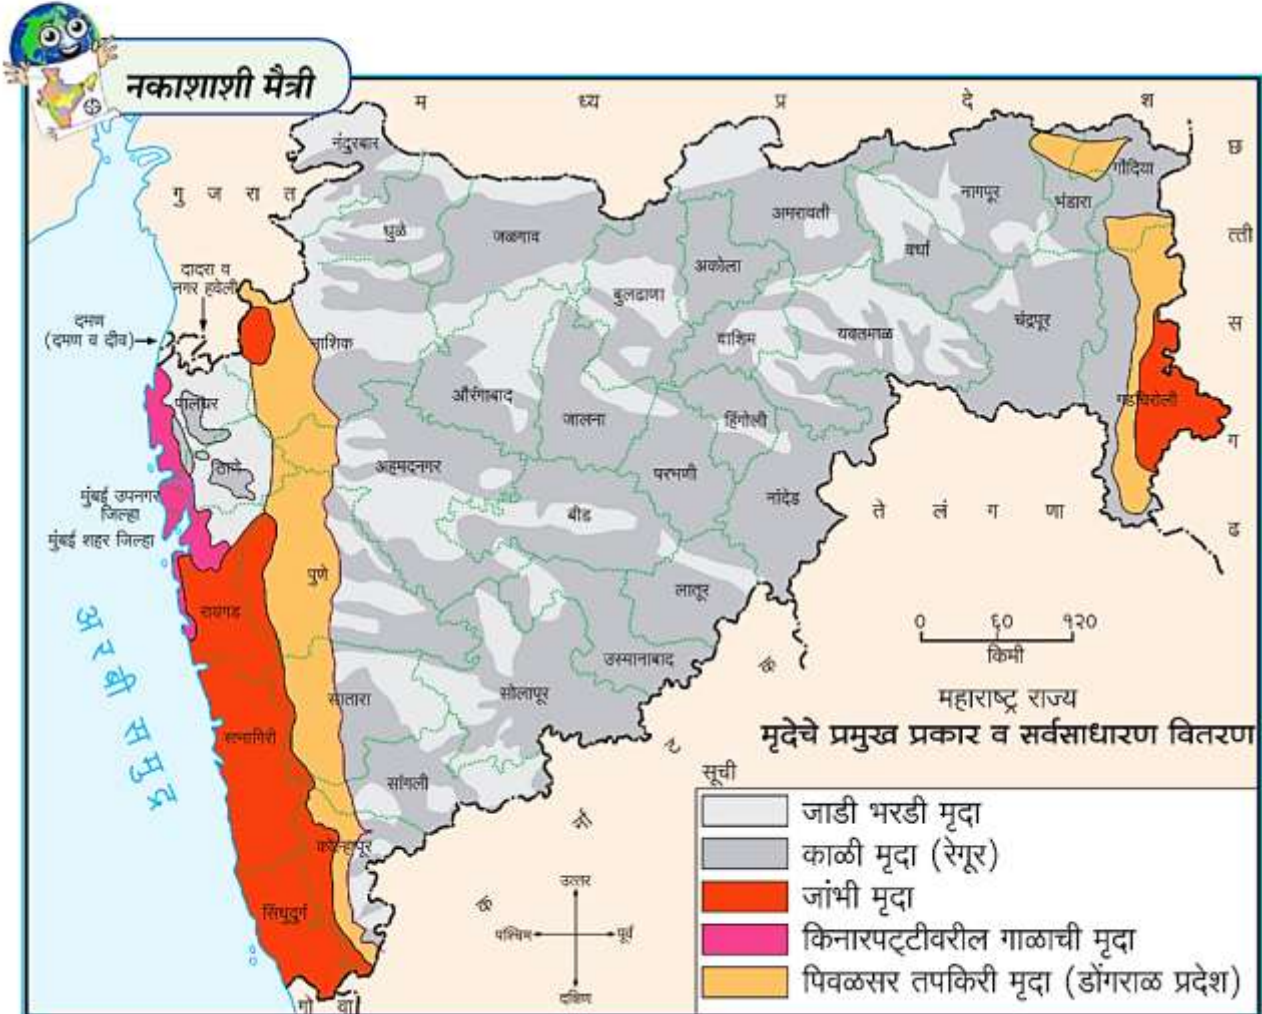 नकाशाशी मैत्री
म ध्य प्र दे श
गु ज रा त
छ त्ती स ग ढ
नंदुरबार
धुळे
जळगाव
बुलढाणा
अकोला
अमरावती
वर्धा
नागपूर
भंडारा
गोंदिया
दादरा व
नगर हवेली
दमण
(दमण व दीव)
नाशिक
औरंगाबाद
जालना
वाशिम
यवतमाळ
चंद्रपूर
गडचिरोली
पालघर
ठाणे
अहमदनगर
हिंगोली
परभणी
नांदेड
बीड
मुंबई उपनगर
जिल्हा
मुंबई शहर जिल्हा
पुणे
रायगड
लातूर
उस्मानाबाद
सोलापूर
सातारा
रत्नागिरी
सांगली
कोल्हापूर
सिंधुदुर्ग
अरबी समुद्र
ते लं ग णा
क र्ना ट क
गो वा
० ६० १२०
किमी
महाराष्ट्र राज्य
मृदेचे प्रमुख प्रकार व सर्वसाधारण वितरण
सूची
जाडी भरडी मृदा
काळी मृदा (रेगूर)
जांभी मृदा
किनारपट्टीवरील गाळाची मृदा
पिवळसर तपकिरी मृदा (डोंगराळ प्रदेश)
उत्तर
पश्चिम
पूर्व
दक्षिण